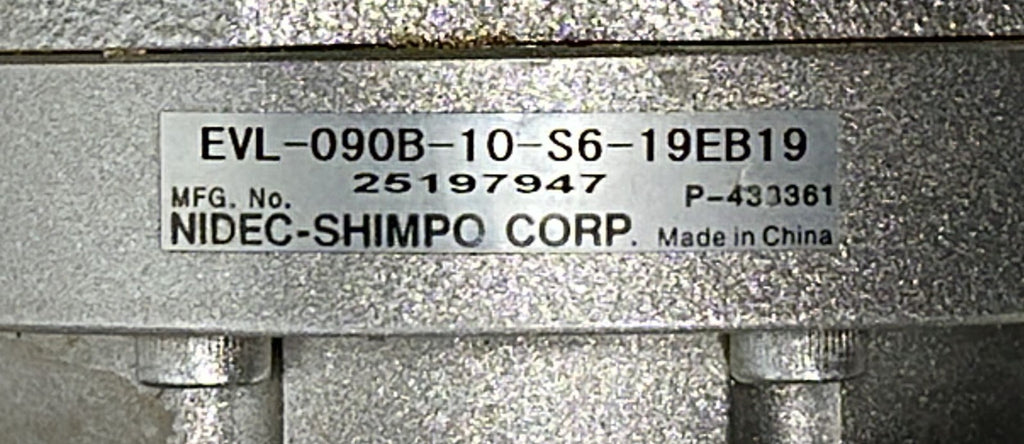 EVL-090B-10-S6-19EB19
MFG. No. 25197947 P-433361
NIDEC-SHIMPO CORP. Made in China